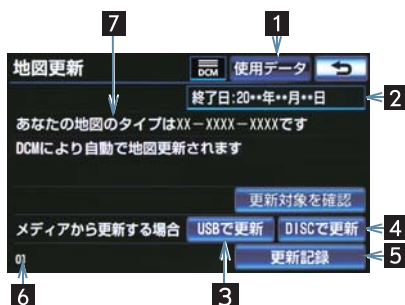 1
7
地図更新 DCM 使用データ
終了日:20**年**月**日
2
あなたの地図のタイプはXX－XXXX－XXXXです
DCMにより自動で地図更新されます
更新対象を確認
メディアから更新する場合 USBで更新 DISCで更新
4
01 更新記録
5
6
3